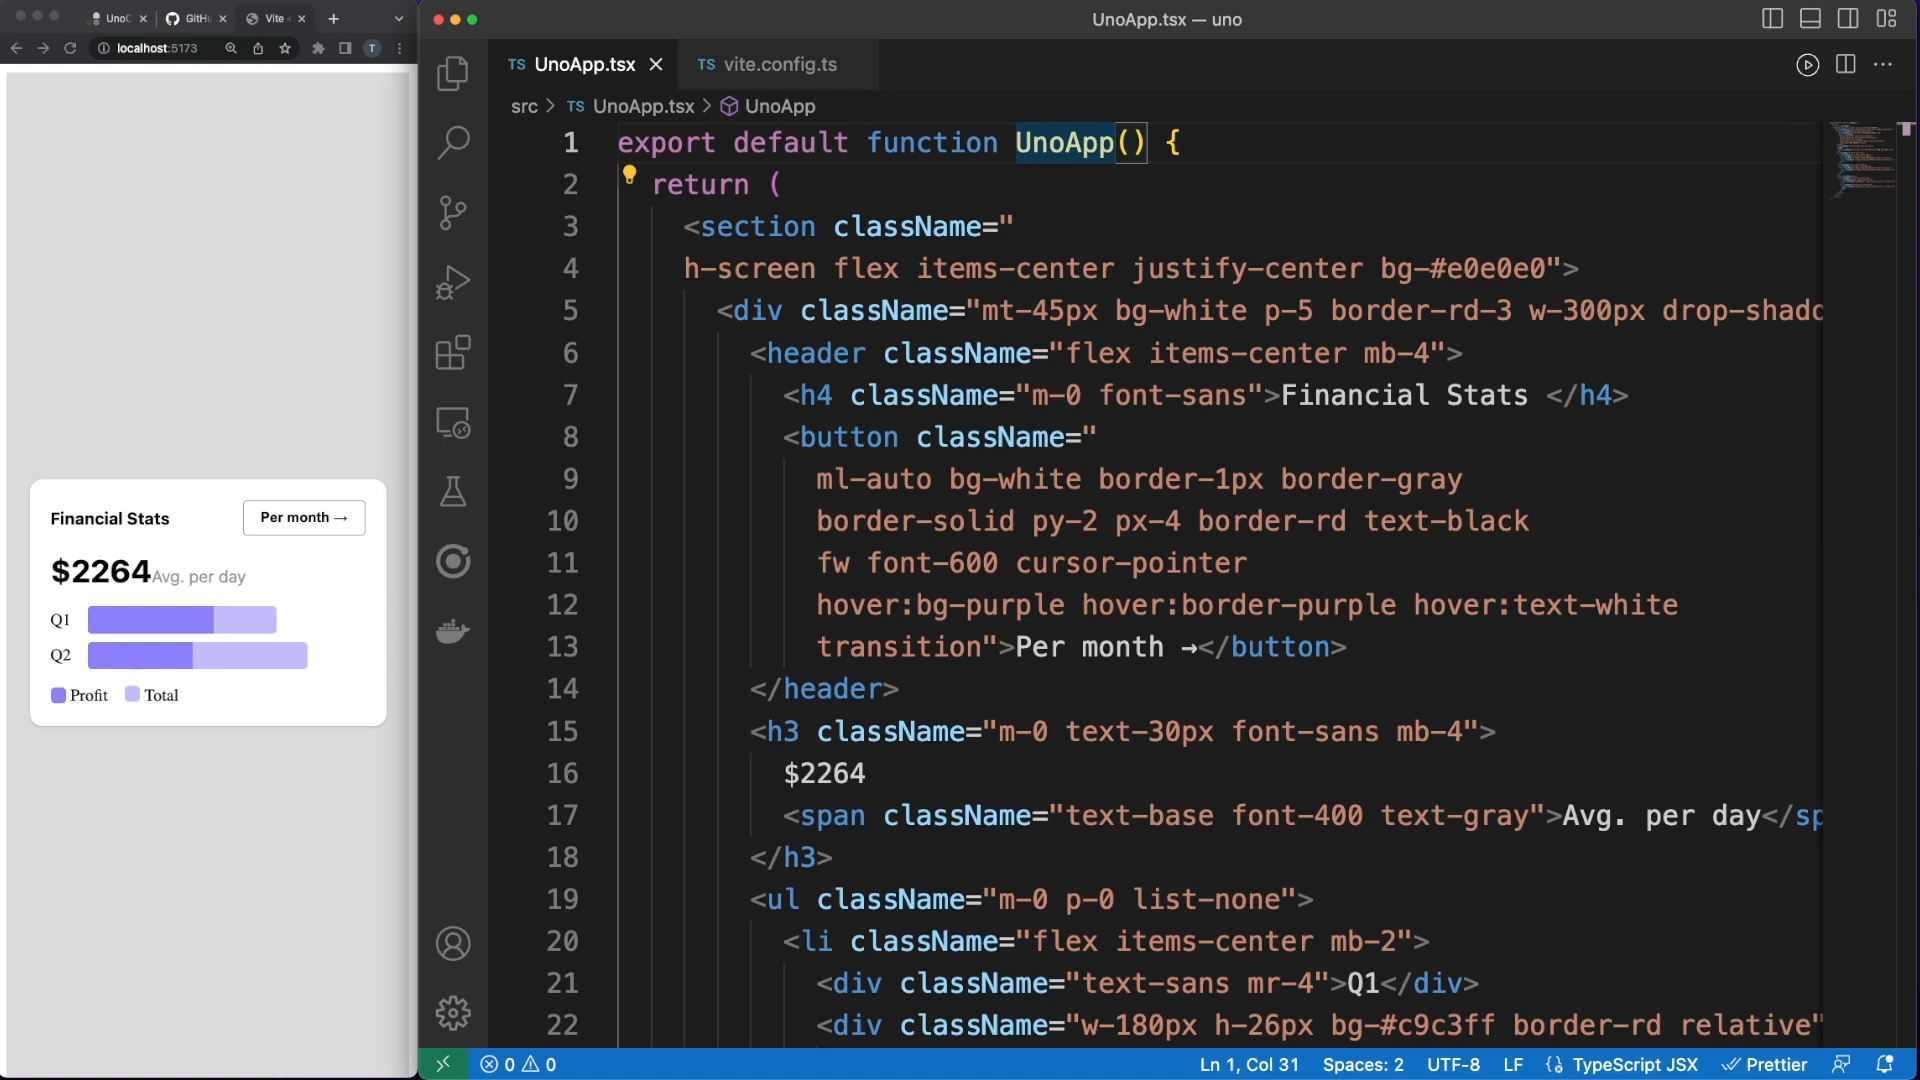 UnoC
GitHu
Vite
localhost:5173
T
Financial Stats
Per month →
$2264 Avg. per day
Q1
Q2
Profit
Total
UnoApp.tsx — uno
TS UnoApp.tsx
TS vite.config.ts
src > TS UnoApp.tsx > UnoApp
1 export default function UnoApp() {
2 return (
3 <section className="
4 h-screen flex items-center justify-center bg-#e0e0e0">
5 <div className="mt-45px bg-white p-5 border-rd-3 w-300px drop-shado
6 <header className="flex items-center mb-4">
7 <h4 className="m-0 font-sans">Financial Stats </h4>
8 <button className="
9 ml-auto bg-white border-1px border-gray
10 border-solid py-2 px-4 border-rd text-black
11 fw font-600 cursor-pointer
12 hover:bg-purple hover:border-purple hover:text-white
13 transition">Per month →</button>
14 </header>
15 <h3 className="m-0 text-30px font-sans mb-4">
16 $2264
17 <span className="text-base font-400 text-gray">Avg. per day</sp
18 </h3>
19 <ul className="m-0 p-0 list-none">
20 <li className="flex items-center mb-2">
21 <div className="text-sans mr-4">Q1</div>
22 <div className="w-180px h-26px bg-#c9c3ff border-rd relative"
0 0
Ln 1, Col 31
Spaces: 2
UTF-8
LF
TypeScript JSX
Prettier